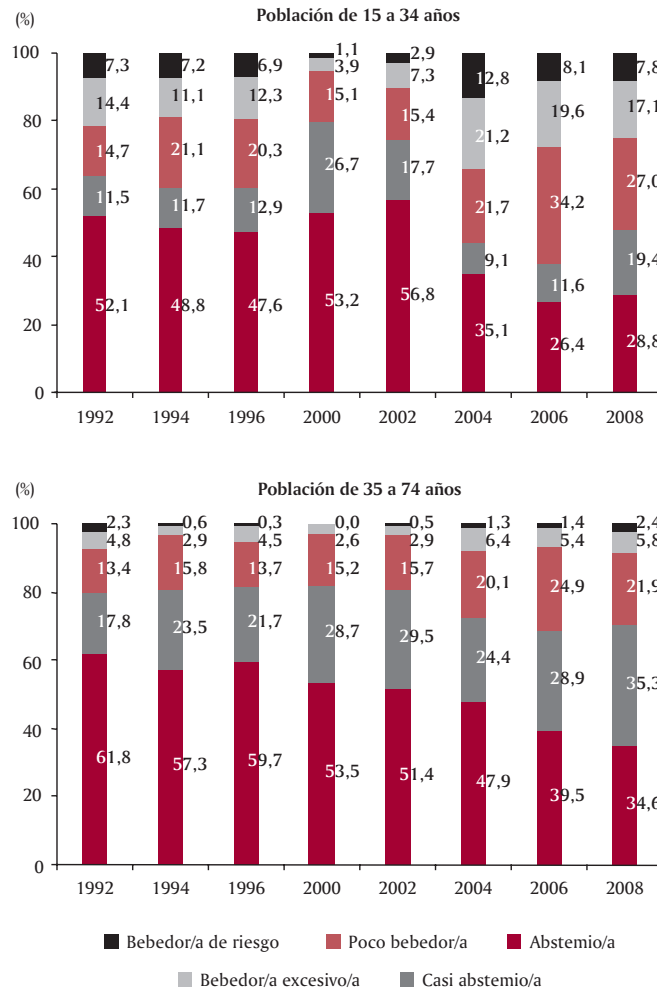 (%)
Población de 15 a 34 años
100
80
60
40
20
0
7,3 7,2 6,9 1,1 2,9 12,8 8,1 7,8
14,4 11,1 12,3 3,9 7,3 21,2 19,6 17,1
14,7 21,1 20,3 15,1 15,4 21,7 34,2 27,0
11,5 11,7 12,9 26,7 17,7 9,1 11,6 19,4
52,1 48,8 47,6 53,2 56,8 35,1 26,4 28,8
1992 1994 1996 2000 2002 2004 2006 2008
(%)
Población de 35 a 74 años
100
80
60
40
20
0
2,3 0,6 0,3 0,0 0,5 1,3 1,4 2,4
4,8 2,9 4,5 2,6 2,9 6,4 5,4 5,8
13,4 15,8 13,7 15,2 15,7 20,1 24,9 21,9
17,8 23,5 21,7 28,7 29,5 24,4 28,9 35,3
61,8 57,3 59,7 53,5 51,4 47,9 39,5 34,6
1992 1994 1996 2000 2002 2004 2006 2008
Bebedor/a de riesgo Poco bebedor/a Abstemio/a
Bebedor/a excesivo/a Casi abstemio/a